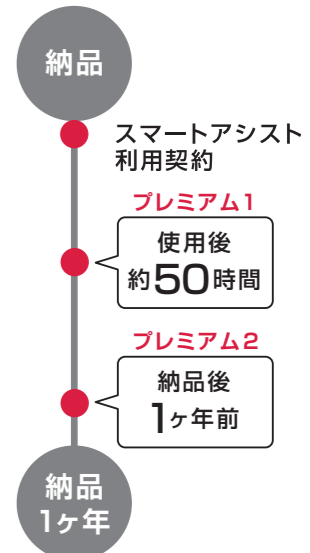 納品
スマートアシスト
利用契約
プレミアム1
使用後
約50時間
プレミアム2
納品後
1ヶ年前
納品
1ヶ年